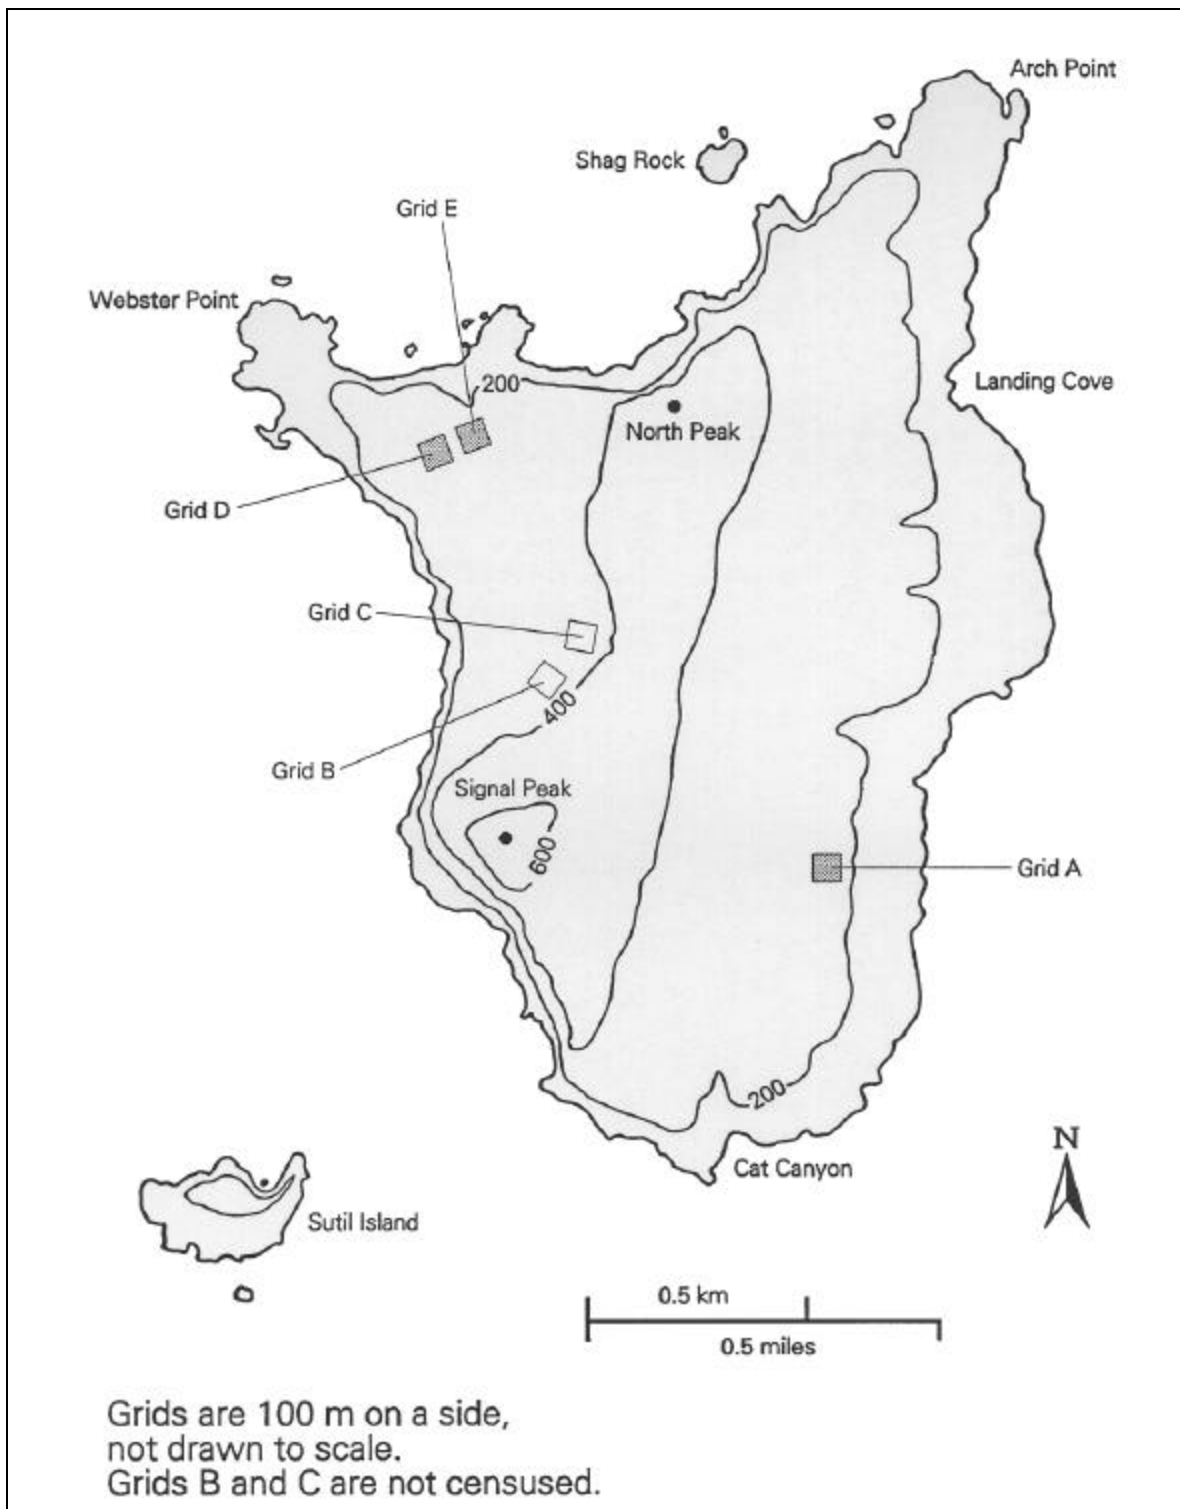 Arch Point
Shag Rock
Grid E
Webster Point
200
Landing Cove
North Peak
Grid D
Grid C
400
Grid B
Signal Peak
600
Grid A
200
N
Cat Canyon
Sutil Island
0.5 km
0.5 miles
Grids are 100 m on a side,
not drawn to scale.
Grids B and C are not censused.